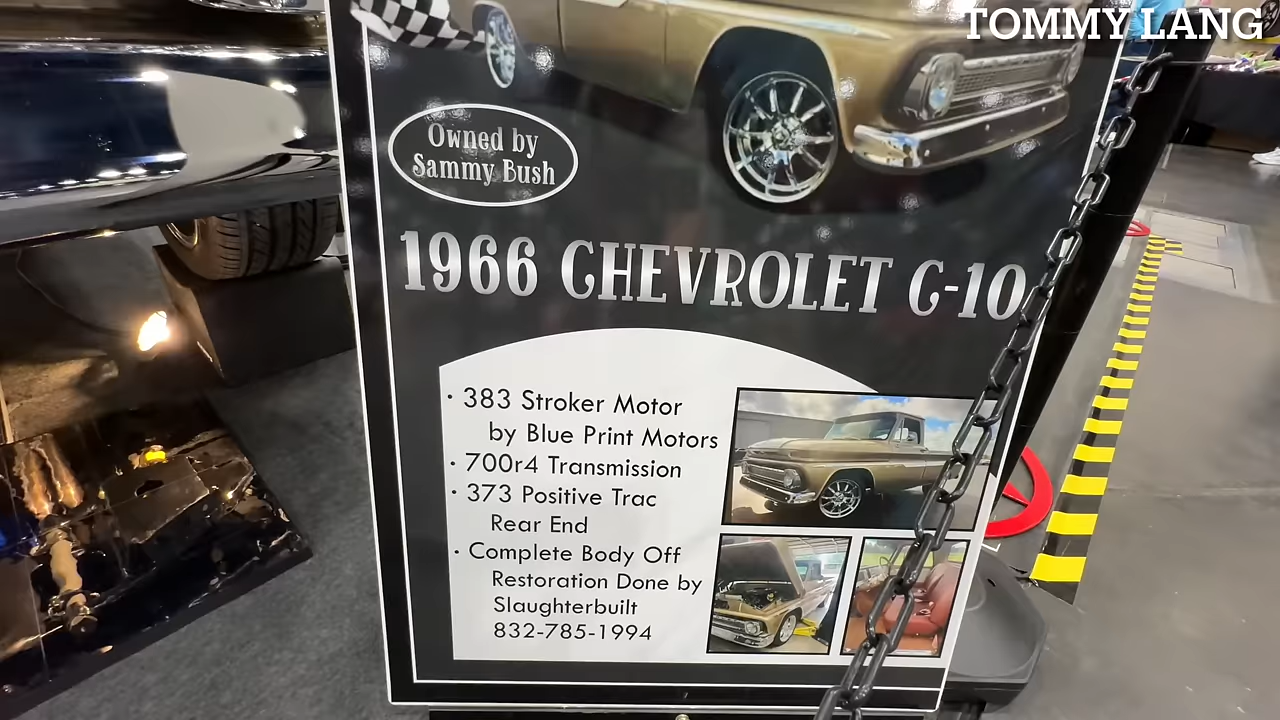 TOMMY LANG
Owned by
Sammy Bush
1966 CHEVROLET C-10
· 383 Stroker Motor
by Blue Print Motors
· 700r4 Transmission
· 373 Positive Trac
Rear End
· Complete Body Off
Restoration Done by
Slaughterbuilt
832-785-1994